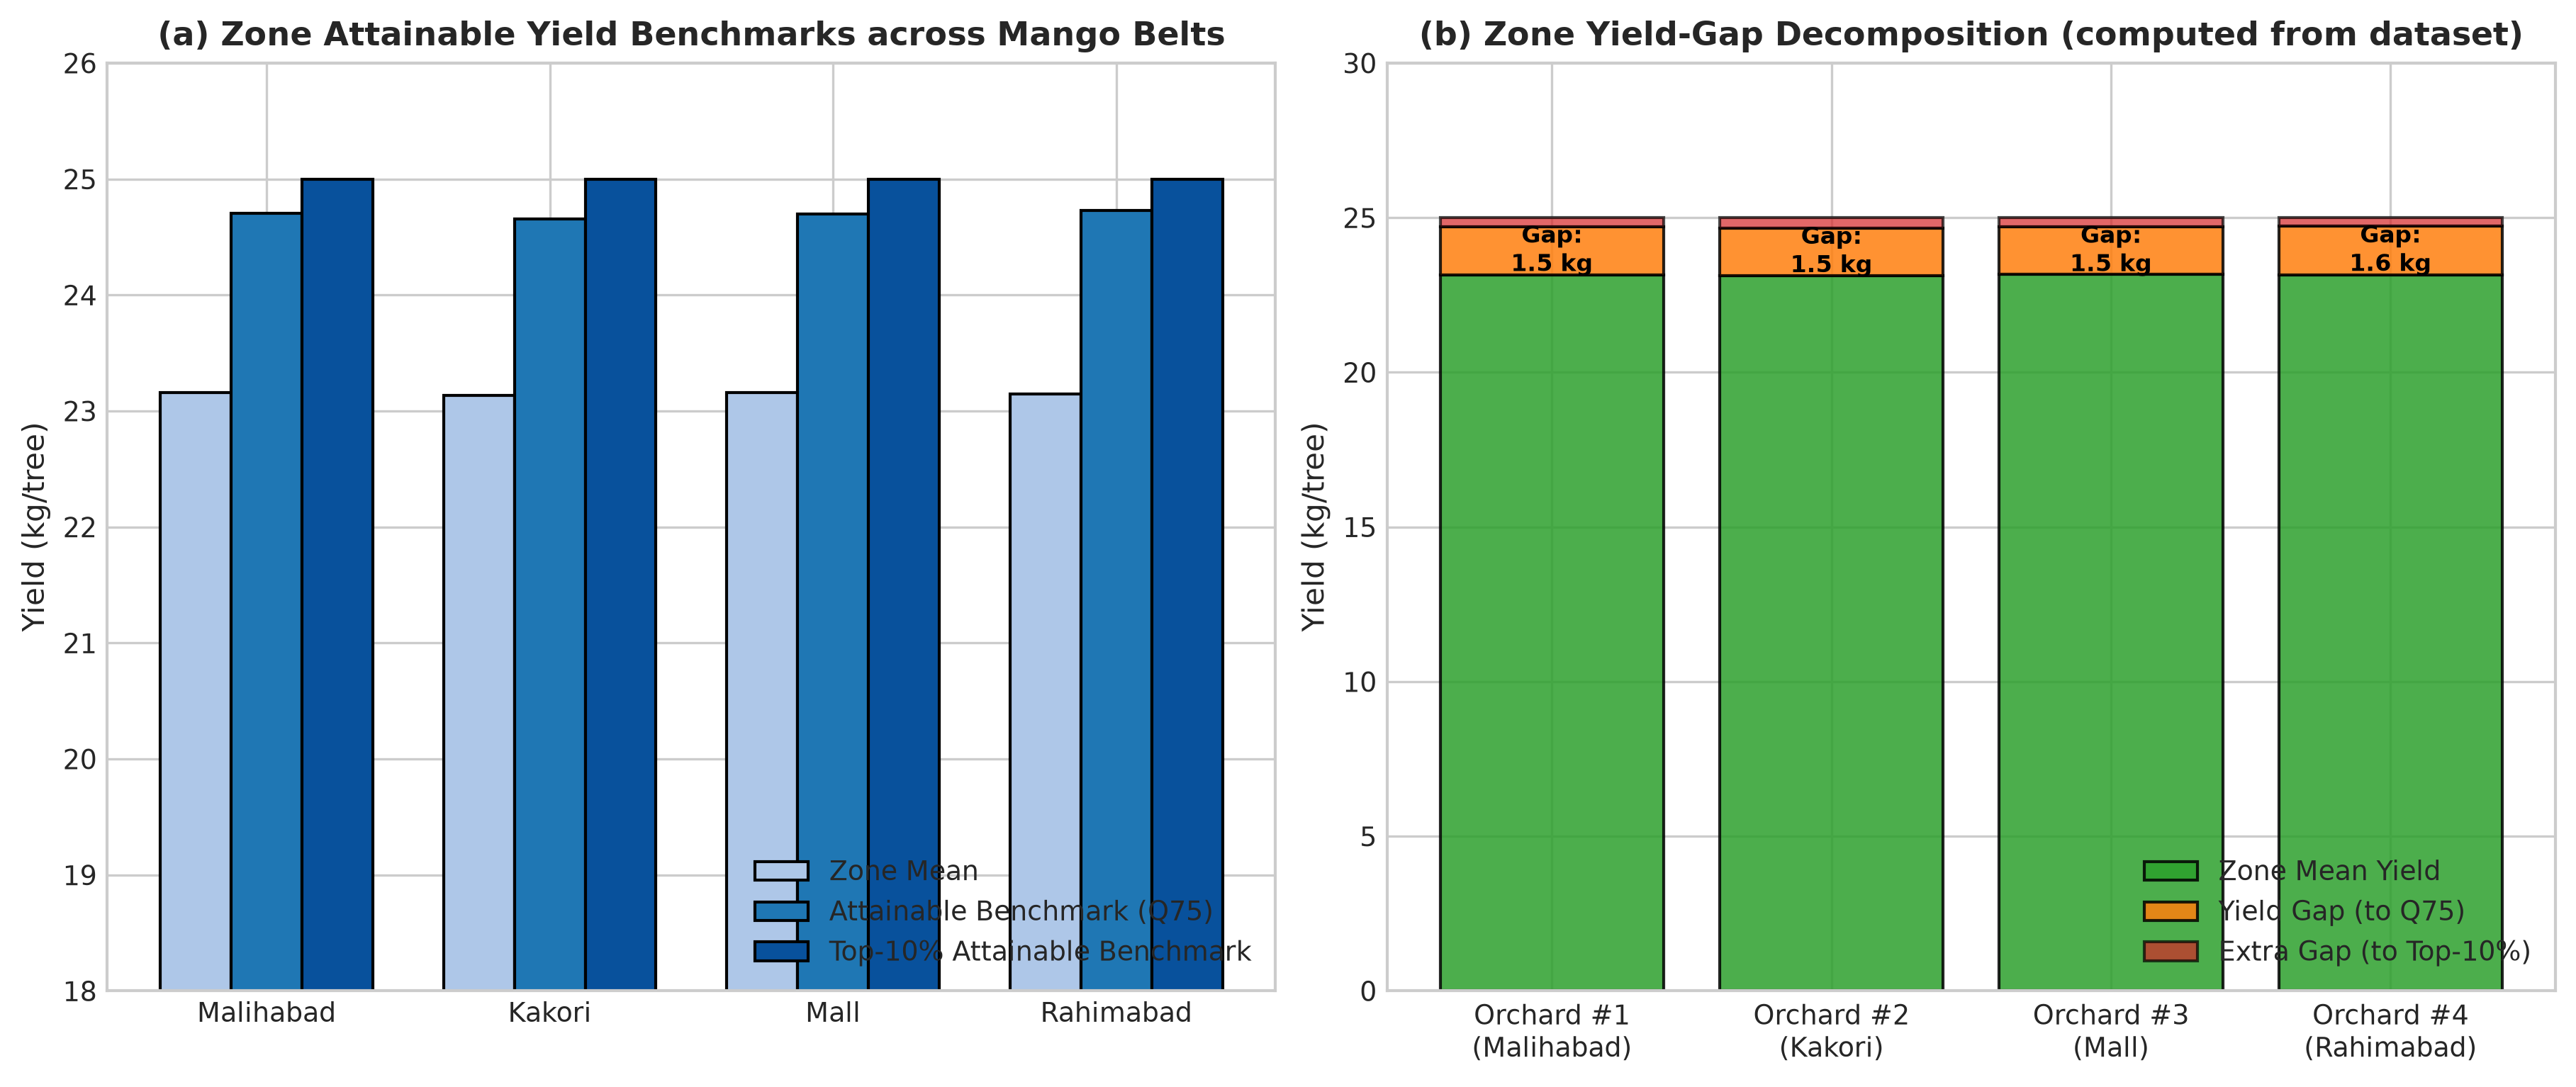 (a) Zone Attainable Yield Benchmarks across Mango Belts
Yield (kg/tree)
26
25
24
23
22
21
20
19
18
Malihabad
Kakori
Mall
Rahimabad
Zone Mean
Attainable Benchmark (Q75)
Top-10% Attainable Benchmark
(b) Zone Yield-Gap Decomposition (computed from dataset)
Yield (kg/tree)
30
25
20
15
10
5
0
Gap:
1.5 kg
Gap:
1.5 kg
Gap:
1.5 kg
Gap:
1.6 kg
Orchard #1
(Malihabad)
Orchard #2
(Kakori)
Orchard #3
(Mall)
Orchard #4
(Rahimabad)
Zone Mean Yield
Yield Gap (to Q75)
Extra Gap (to Top-10%)